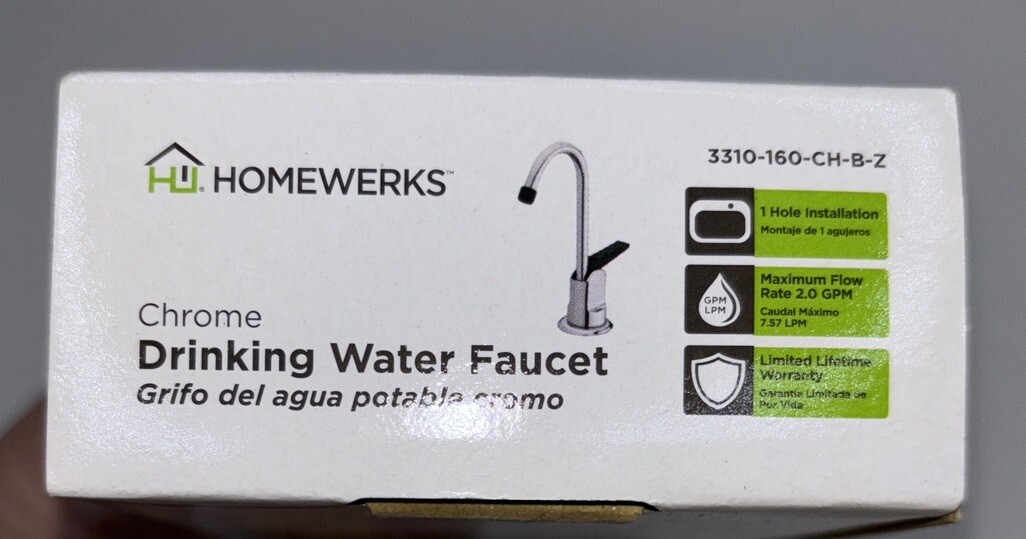 HU® HOMEWERKS™
Chrome
Drinking Water Faucet
Grifo del agua potable cromo
3310-160-CH-B-Z
1 Hole Installation
Montaje de 1 agujeros
GPM
LPM
Maximum Flow
Rate 2.0 GPM
Caudal Máximo
7.57 LPM
Limited Lifetime
Warranty
Garantía Limitada de
Por Vida